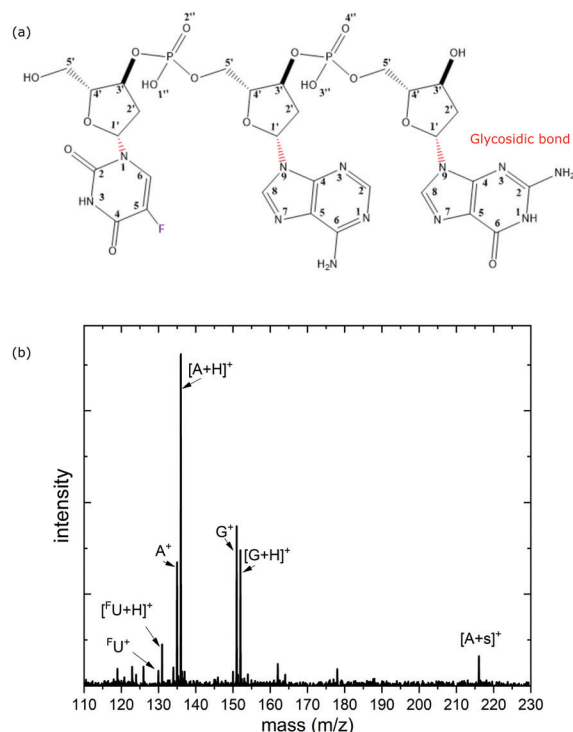 (a)
2'' 4''
O O
O P 5' O P 5' OH
HO 5' OH O OH O
1'' 3''
4' 3' 4' 3' 4' 3'
O 2' O 2' O 2'
1' 1' 1'
Glycosidic bond
O 2 N 1 6 N 9 4 N 3 2 N 9 4 N 3 2 NH₂
HN 3 4 5 F 8 N 7 5 6 N 1 8 N 7 5 6 1 NH
O H₂N O
(b)
[A+H]⁺
G⁺
A⁺
[G+H]⁺
[ᶠU+H]⁺
ᶠU⁺
[A+s]⁺
intensity
110 120 130 140 150 160 170 180 190 200 210 220 230
mass (m/z)